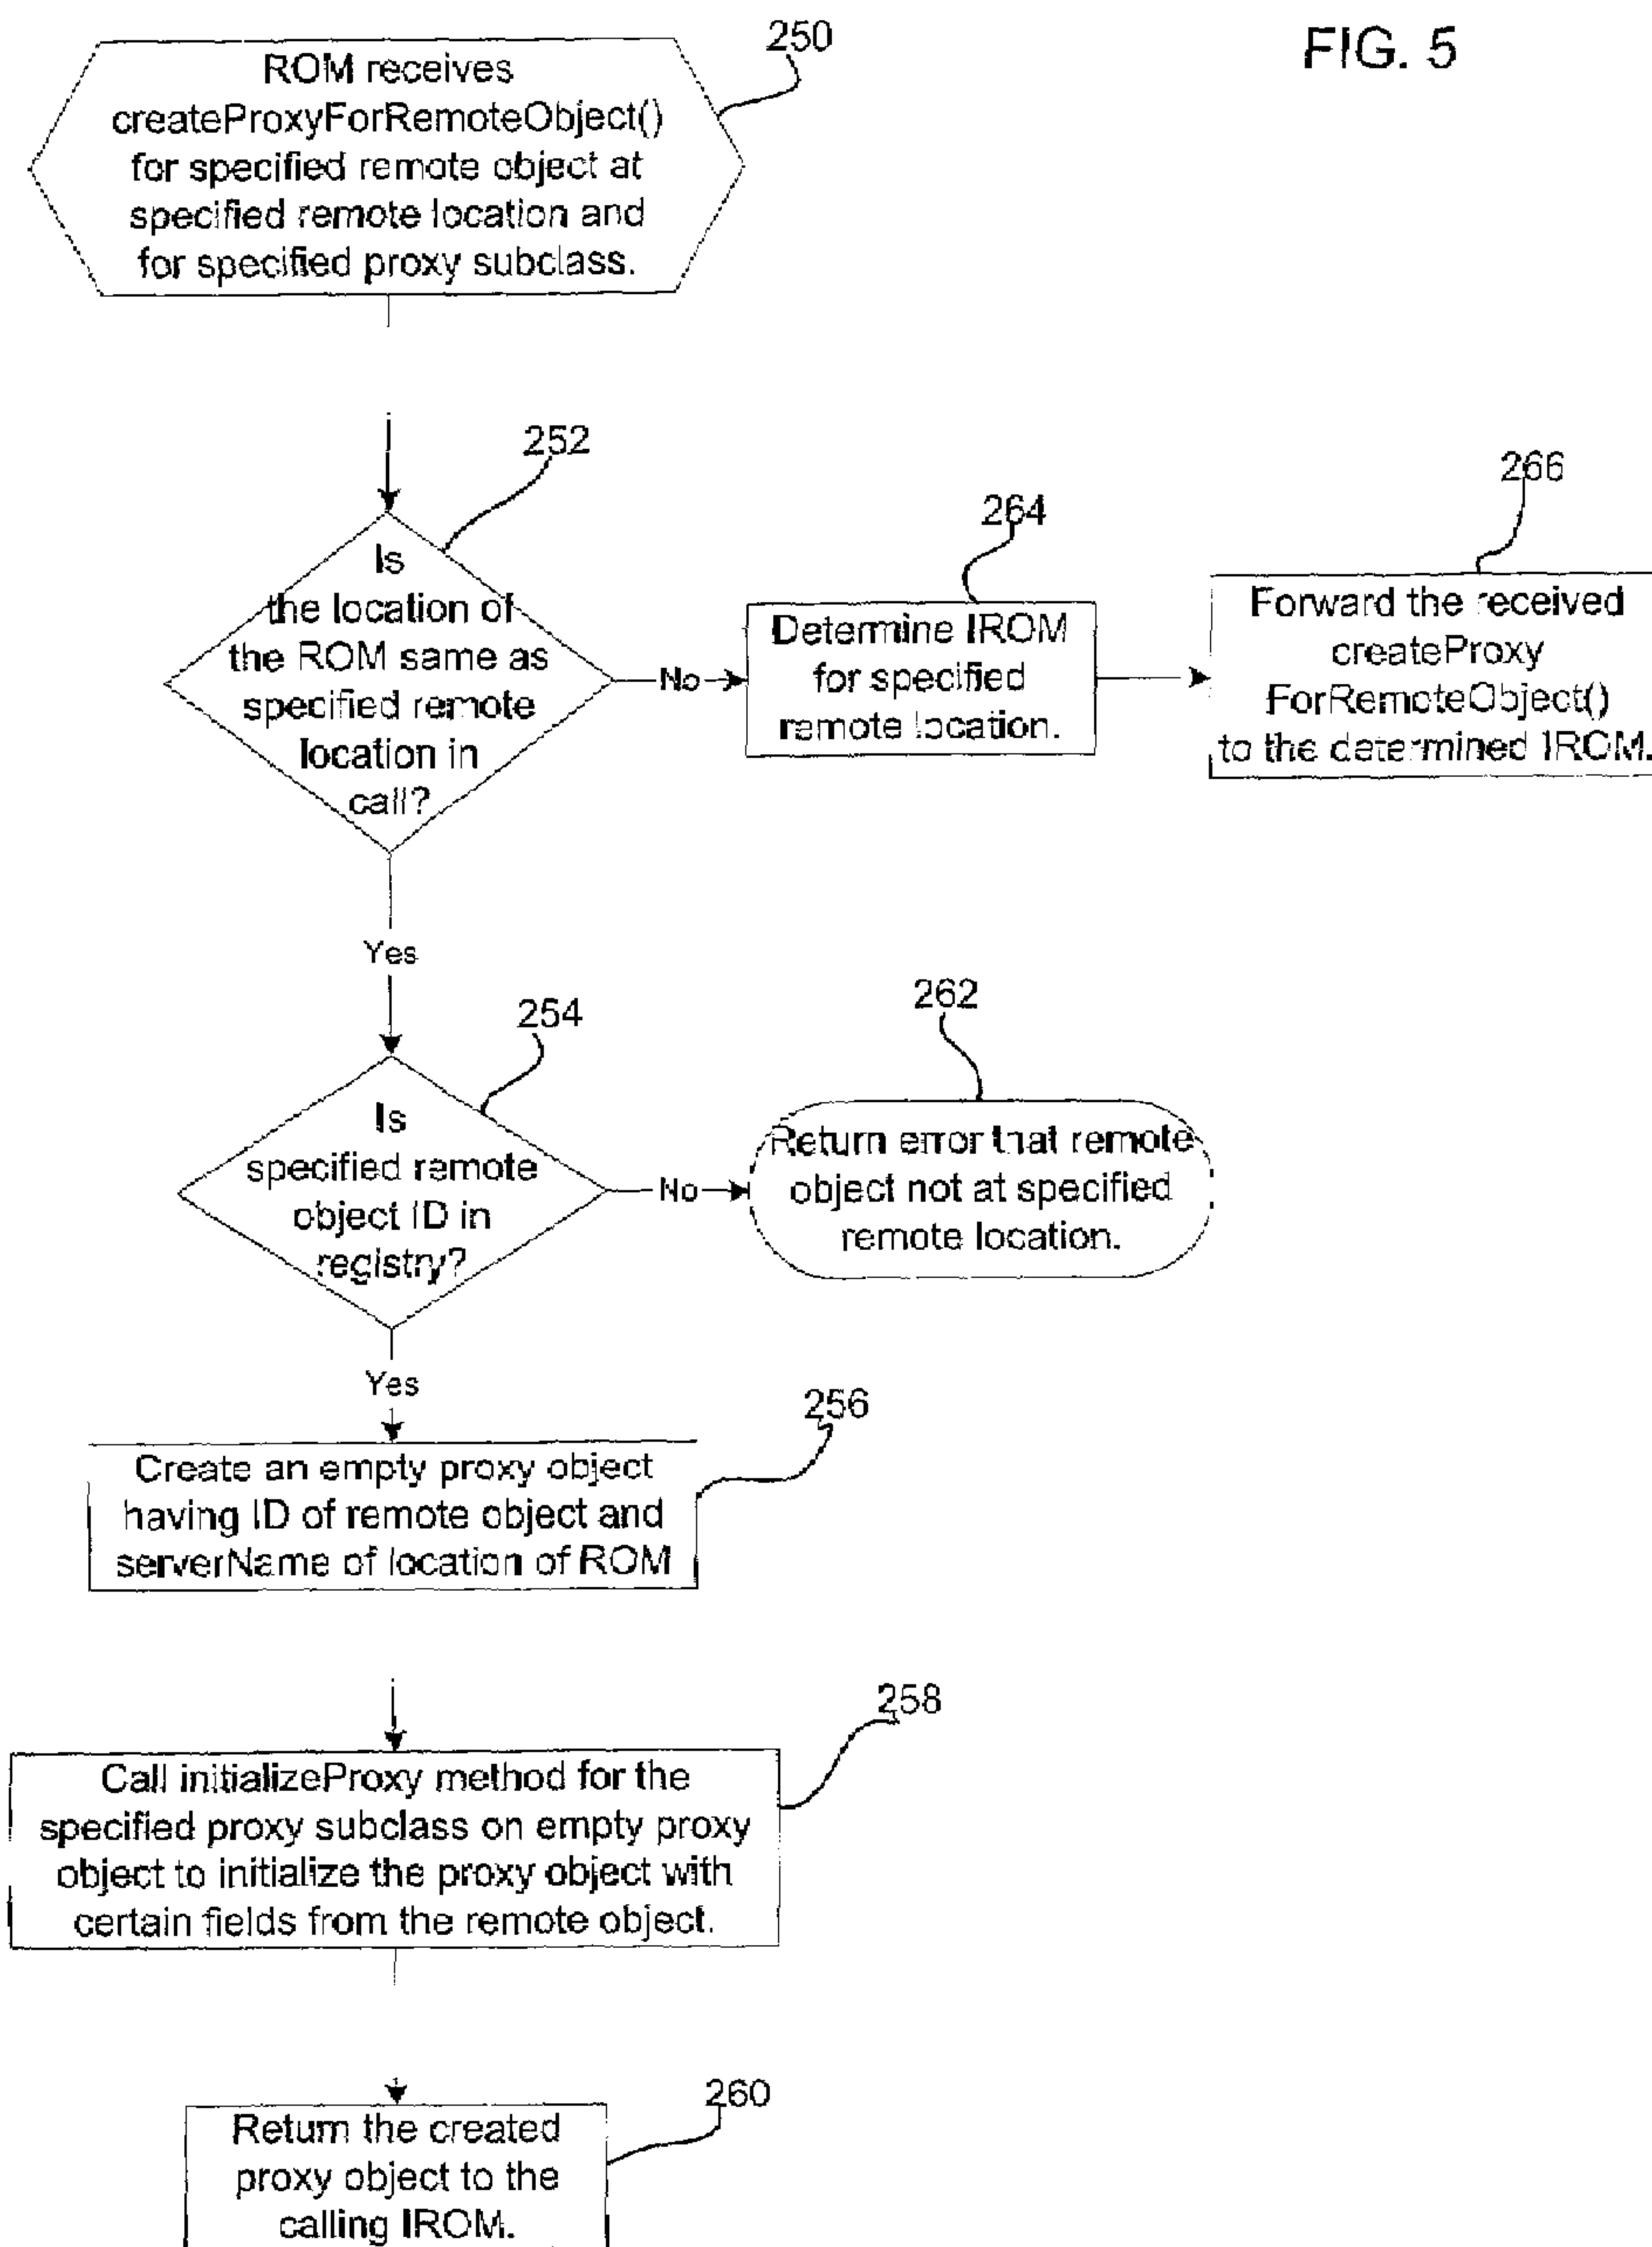 FIG. 5
250
ROM receives
createProxyForRemoteObject()
for specified remote object at
specified remote location and
for specified proxy subclass.
252
Is
the location of
the ROM same as
specified remote
location in
call?
No
264
Determine IROM
for specified
remote location.
266
Forward the received
createProxy
ForRemoteObject()
to the determined IROM.
Yes
254
Is
specified remote
object ID in
registry?
No
262
Return error that remote
object not at specified
remote location.
Yes
256
Create an empty proxy object
having ID of remote object and
serverName of location of ROM
258
Call initializeProxy method for the
specified proxy subclass on empty proxy
object to initialize the proxy object with
certain fields from the remote object.
260
Return the created
proxy object to the
calling IROM.